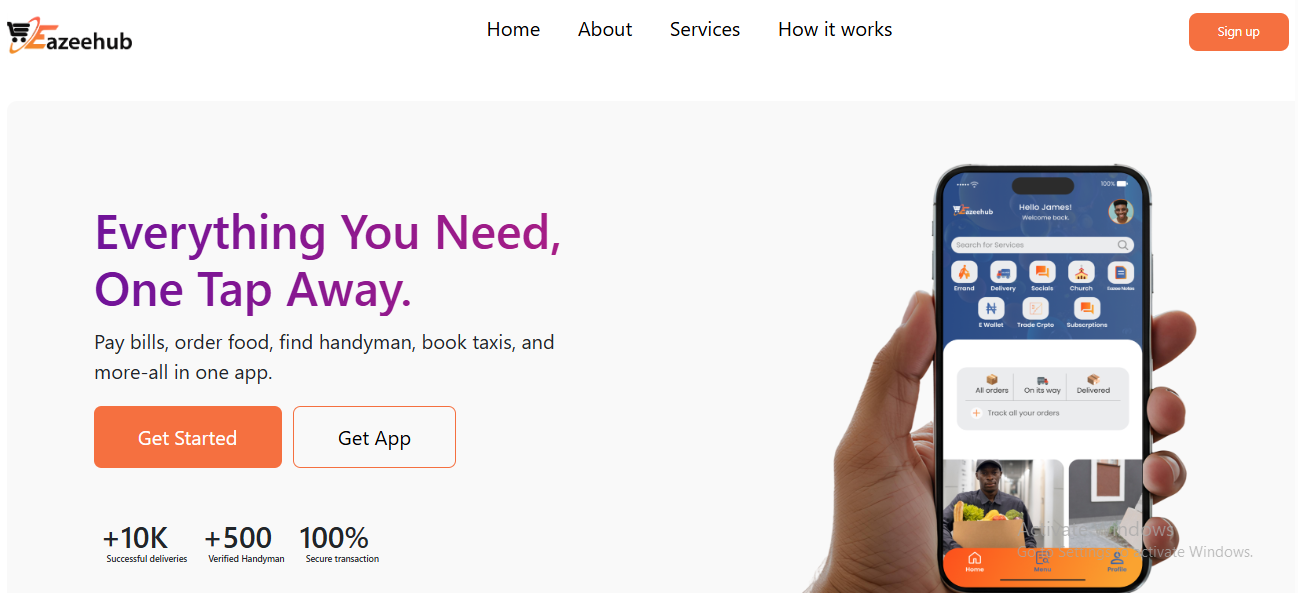 Eazeehub
Home About Services How it works
Sign up
Everything You Need,
One Tap Away.
Pay bills, order food, find handyman, book taxis, and
more-all in one app.
Get Started Get App
+10K +500 100%
Successful deliveries Verified Handyman Secure transaction
100%
Eazeehub
Hello James!
Welcome back.
Search for Services
Errand Delivery Socials Church Eazee Notes
E Wallet Trade Crpto Subscrptions
All orders On its way Delivered
Track all your orders
Home Menu Profile
Activate Windows
Go to Settings to activate Windows.